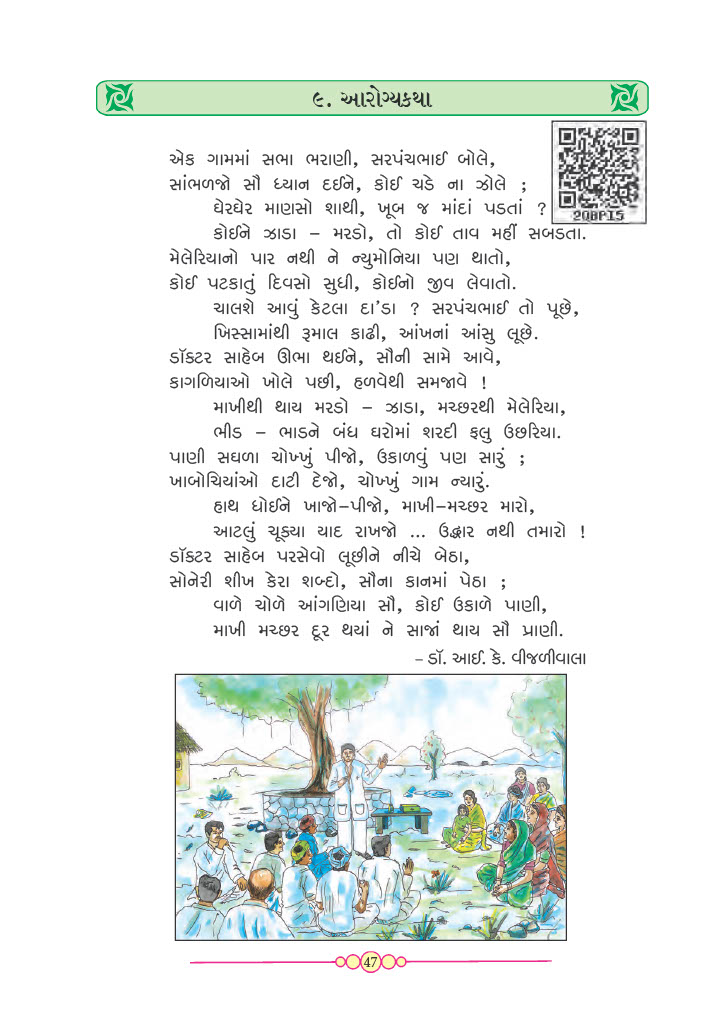 ૯. આરોગ્યકથા
2QBPI5
એક ગામમાં સભા ભરાણી, સરપંચભાઈ બોલે,
સાંભળજો સૌ ધ્યાન દઈને, કોઈ ચડે ના ઝોલે ;
ઘેરઘેર માણસો શાથી, ખૂબ જ માંદાં પડતાં ?
કોઈને ઝાડા – મરડો, તો કોઈ તાવ મહીં સબડતા.
મેલેરિયાનો પાર નથી ને ન્યુમોનિયા પણ થાતો,
કોઈ પટકાતું દિવસો સુધી, કોઈનો જીવ લેવાતો.
ચાલશે આવું કેટલા દા’ડા ? સરપંચભાઈ તો પૂછે,
ખિસ્સામાંથી રૂમાલ કાઢી, આંખનાં આંસુ લૂછે.
ડૉક્ટર સાહેબ ઊભા થઈને, સૌની સામે આવે,
કાગળિયાઓ ખોલે પછી, હળવેથી સમજાવે !
માખીથી થાય મરડો – ઝાડા, મચ્છરથી મેલેરિયા,
ભીડ – ભાડને બંધ ઘરોમાં શરદી ફલુ ઉછરિયા.
પાણી સઘળા ચોખ્ખું પીજો, ઉકાળવું પણ સારું ;
ખાબોચિયાંઓ દાટી દેજો, ચોખ્ખું ગામ ન્યારું.
હાથ ધોઈને ખાજો–પીજો, માખી–મચ્છર મારો,
આટલું ચૂક્યા યાદ રાખજો ... ઉદ્ધાર નથી તમારો !
ડૉક્ટર સાહેબ પરસેવો લૂછીને નીચે બેઠા,
સોનેરી શીખ કેરા શબ્દો, સૌના કાનમાં પેઠા ;
વાળે ચોળે આંગણિયા સૌ, કોઈ ઉકાળે પાણી,
માખી મચ્છર દૂર થયાં ને સાજાં થાય સૌ પ્રાણી.
– ડૉ. આઈ. કે. વીજળીવાલા
47